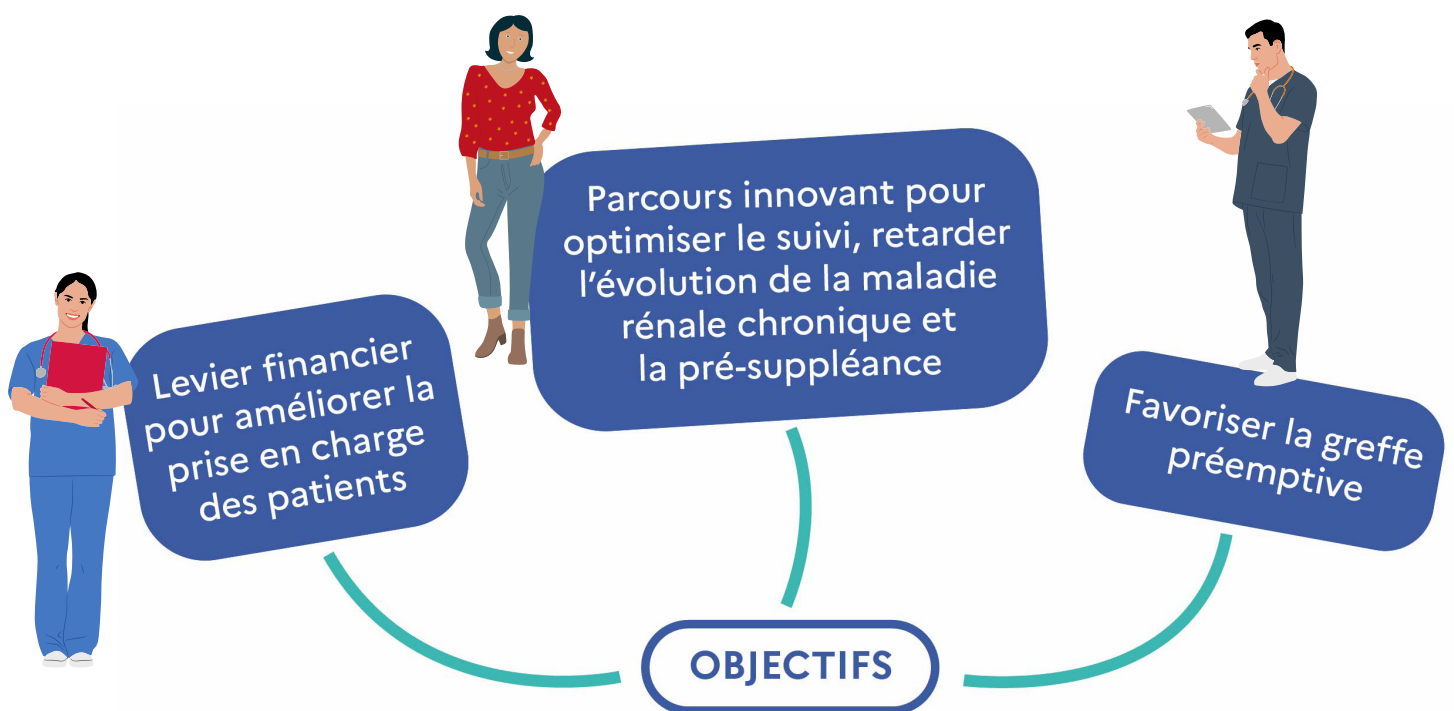 Levier financier
pour améliorer la
prise en charge
des patients
Parcours innovant pour
optimiser le suivi, retarder
l’évolution de la maladie
rénale chronique et
la pré-suppléance
Favoriser la greffe
préemptive
OBJECTIFS